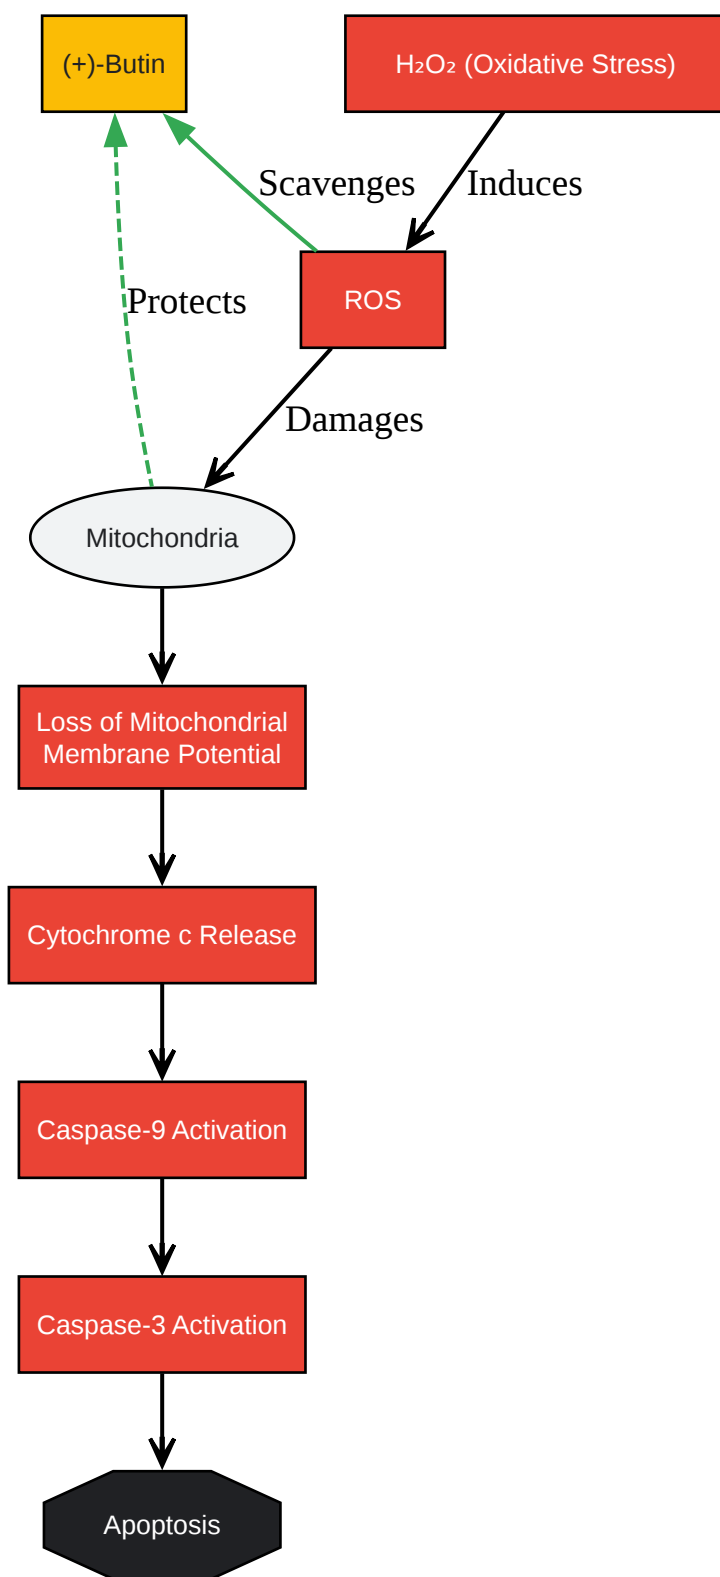 (+)-Butin
H₂O₂ (Oxidative Stress)
Scavenges
Induces
Protects
ROS
Damages
Mitochondria
Loss of Mitochondrial
Membrane Potential
Cytochrome c Release
Caspase-9 Activation
Caspase-3 Activation
Apoptosis